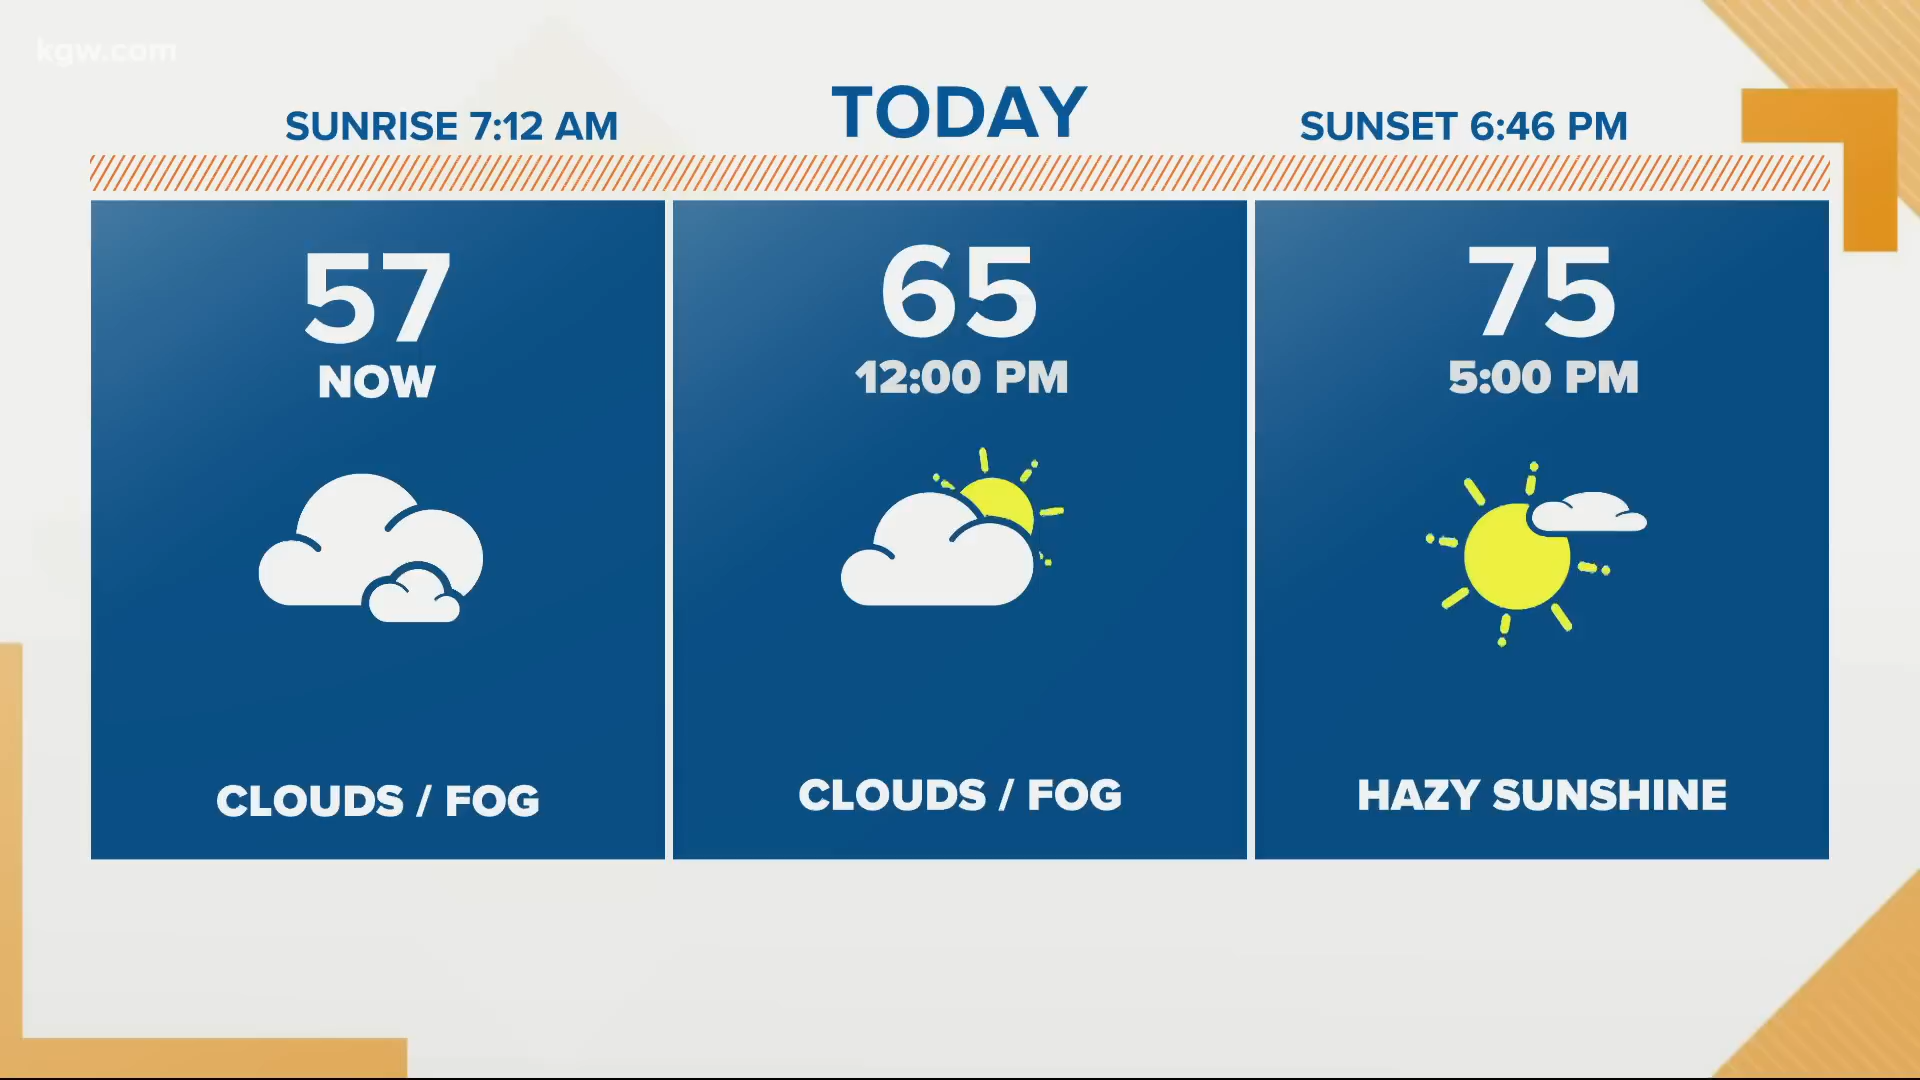 kgw.com
SUNRISE 7:12 AM
TODAY
SUNSET 6:46 PM
57
NOW
CLOUDS / FOG
65
12:00 PM
CLOUDS / FOG
75
5:00 PM
HAZY SUNSHINE